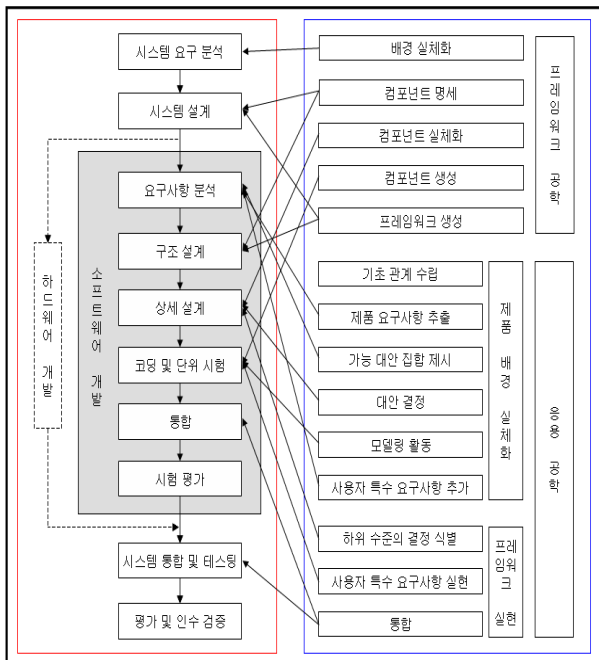 시스템 요구 분석
시스템 설계
요구사항 분석
구조 설계
상세 설계
코딩 및 단위 시험
통합
시험 평가
시스템 통합 및 테스팅
평가 및 인수 검증
하드웨어 개발
소프트웨어 개발
배경 실체화
컴포넌트 명세
컴포넌트 실체화
컴포넌트 생성
프레임워크 생성
프레임워크 공학
기초 관계 수립
제품 요구사항 추출
가능 대안 집합 제시
대안 결정
모델링 활동
사용자 특수 요구사항 추가
제품 배경 실체화
하위 수준의 결정 식별
사용자 특수 요구사항 실현
통합
프레
임워
크
실현
응용 공학